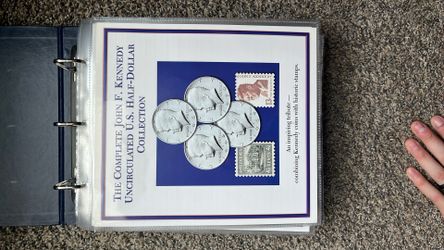 THE COMPLETE JOHN F. KENNEDY
UNCIRCULATED U.S. HALF-DOLLAR
COLLECTION
An inspiring tribute —
combining Kennedy coins with historic stamps.